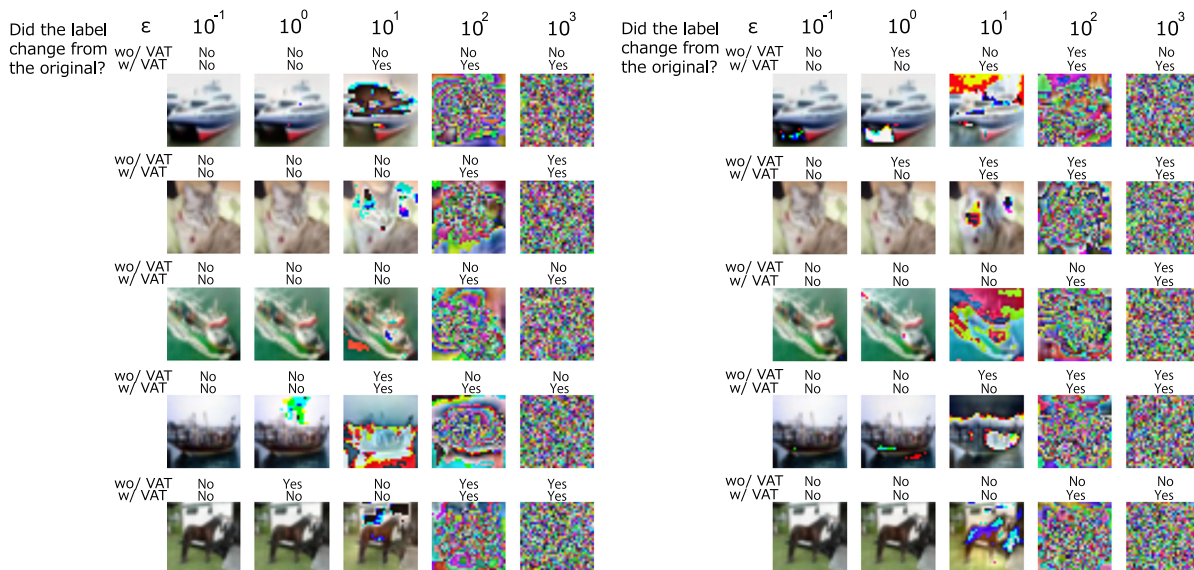 Did the label change from the original?
ε 10⁻¹ 10⁰ 10¹ 10² 10³
wo/ VAT No No No No No
w/ VAT No No Yes Yes Yes
wo/ VAT No No No No Yes
w/ VAT No No No Yes Yes
wo/ VAT No No No No No
w/ VAT No No No Yes Yes
wo/ VAT No No Yes No No
w/ VAT No No Yes Yes Yes
wo/ VAT No Yes No Yes Yes
w/ VAT No No No Yes Yes
Did the label change from the original?
ε 10⁻¹ 10⁰ 10¹ 10² 10³
wo/ VAT No Yes No Yes No
w/ VAT No No Yes Yes Yes
wo/ VAT No Yes Yes Yes Yes
w/ VAT No No No Yes Yes
wo/ VAT No No No No Yes
w/ VAT No No No Yes Yes
wo/ VAT No No Yes Yes Yes
w/ VAT No No No Yes Yes
wo/ VAT No No No No No
w/ VAT No No No Yes Yes